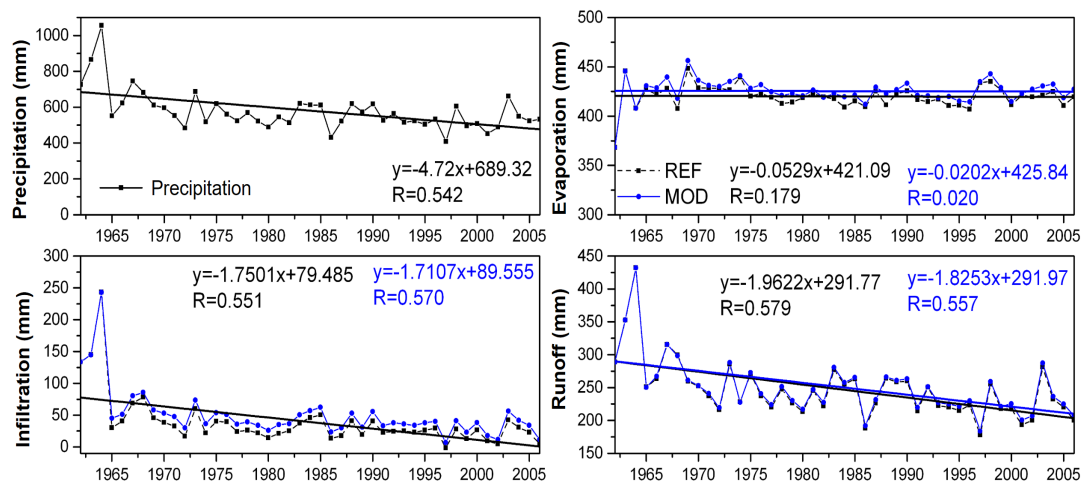 Precipitation (mm)
1000
800
600
400
200
0
1965 1970 1975 1980 1985 1990 1995 2000 2005
Precipitation
y=-4.72x+689.32
R=0.542
Evaporation (mm)
500
450
400
350
300
1965 1970 1975 1980 1985 1990 1995 2000 2005
REF
MOD
y=-0.0529x+421.09
R=0.179
y=-0.0202x+425.84
R=0.020
Infiltration (mm)
300
250
200
150
100
50
0
1965 1970 1975 1980 1985 1990 1995 2000 2005
y=-1.7501x+79.485
R=0.551
y=-1.7107x+89.555
R=0.570
Runoff (mm)
450
400
350
300
250
200
150
1965 1970 1975 1980 1985 1990 1995 2000 2005
y=-1.9622x+291.77
R=0.579
y=-1.8253x+291.97
R=0.557